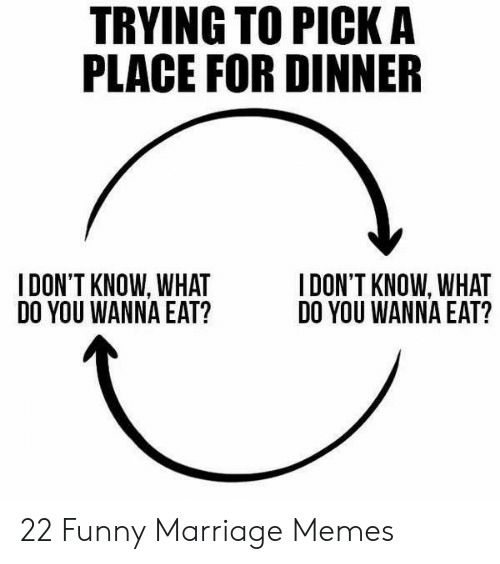 TRYING TO PICK A
PLACE FOR DINNER
I DON'T KNOW, WHAT
DO YOU WANNA EAT?
I DON'T KNOW, WHAT
DO YOU WANNA EAT?
22 Funny Marriage Memes